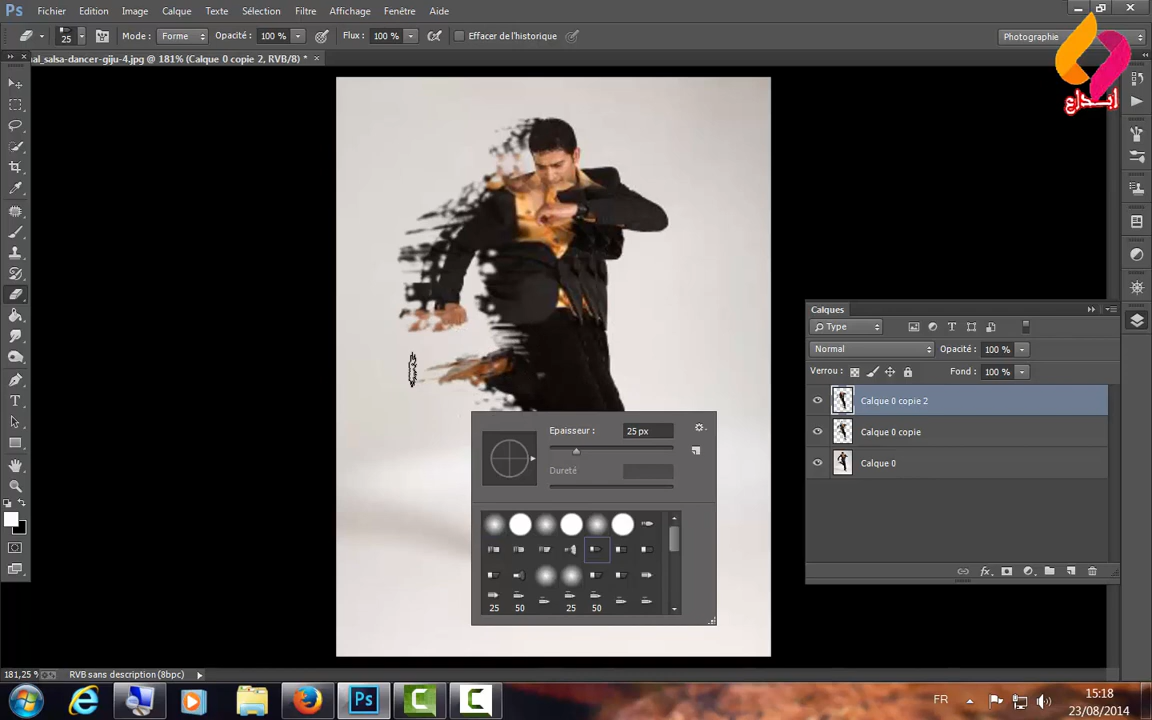 Ps Fichier Edition Image Calque Texte Sélection Filtre Affichage Fenêtre Aide
25 Mode : Forme Opacité : 100 % Flux : 100 % Effacer de l'historique Photographie
al_salsa-dancer-giju-4.jpg @ 181% (Calque 0 copie 2, RVB/8) * ×
إبداع
Calques
Type
Normal Opacité : 100 %
Verrou : Fond : 100 %
Calque 0 copie 2
Calque 0 copie
Calque 0
Epaisseur : 25 px
Dureté
25 50 25 50
181,25 % RVB sans description (8bpc)
Ps
FR
15:18
23/08/2014